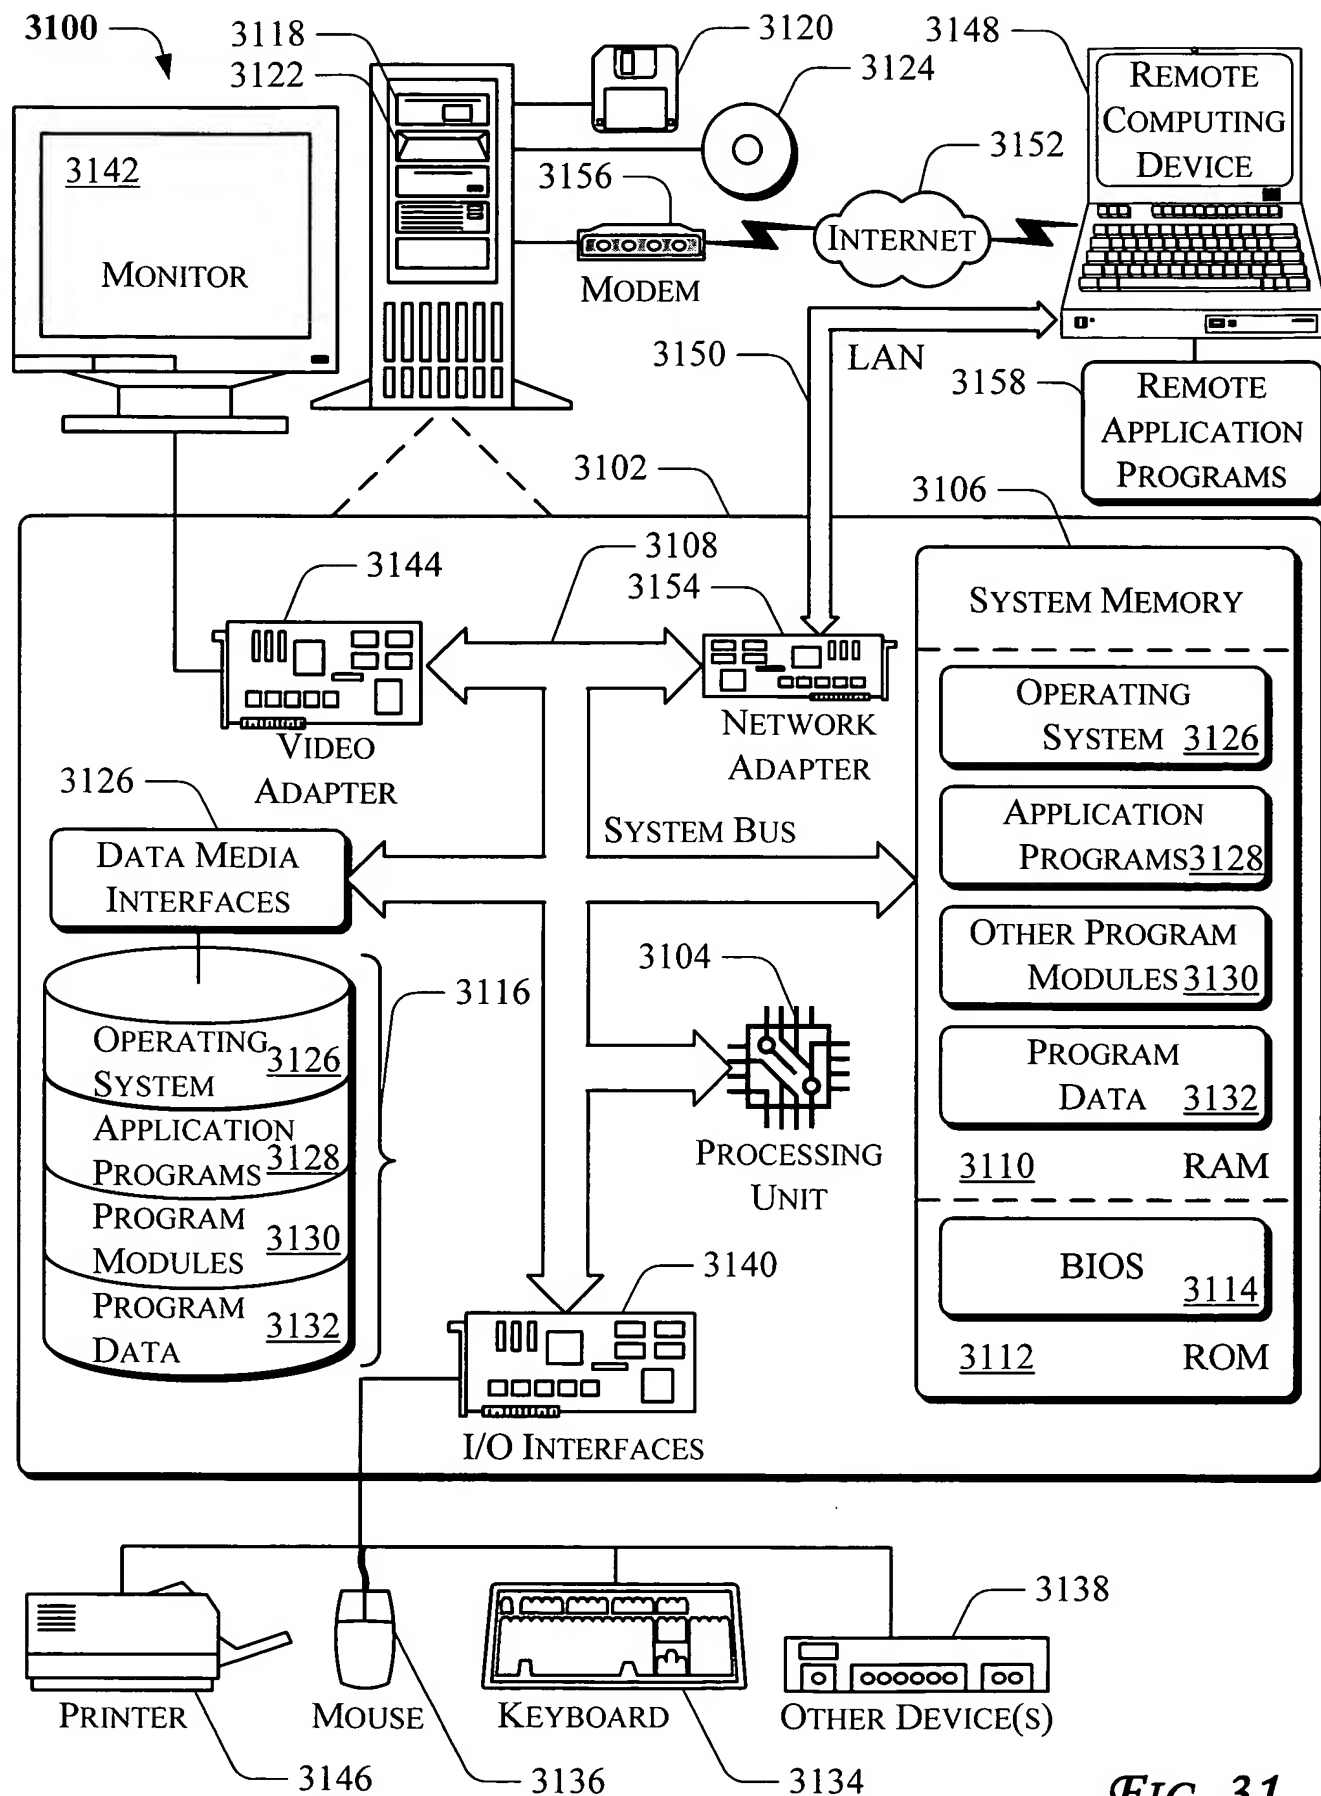 3100
3118
3122
3120
3124
3148
REMOTE
COMPUTING
DEVICE
3142
MONITOR
3156
MODEM
3152
INTERNET
3150
LAN
3158
REMOTE
APPLICATION
PROGRAMS
3102
3106
3108
3144
3154
VIDEO
ADAPTER
NETWORK
ADAPTER
SYSTEM MEMORY
OPERATING
SYSTEM 3126
APPLICATION
PROGRAMS 3128
OTHER PROGRAM
MODULES 3130
PROGRAM
DATA 3132
3110 RAM
BIOS
3114
3112 ROM
3126
DATA MEDIA
INTERFACES
SYSTEM BUS
3104
PROCESSING
UNIT
3116
OPERATING
SYSTEM 3126
APPLICATION
PROGRAMS 3128
PROGRAM
MODULES 3130
PROGRAM
DATA 3132
3140
I/O INTERFACES
3138
PRINTER
MOUSE
KEYBOARD
OTHER DEVICE(S)
3146
3136
3134
FIG. 31